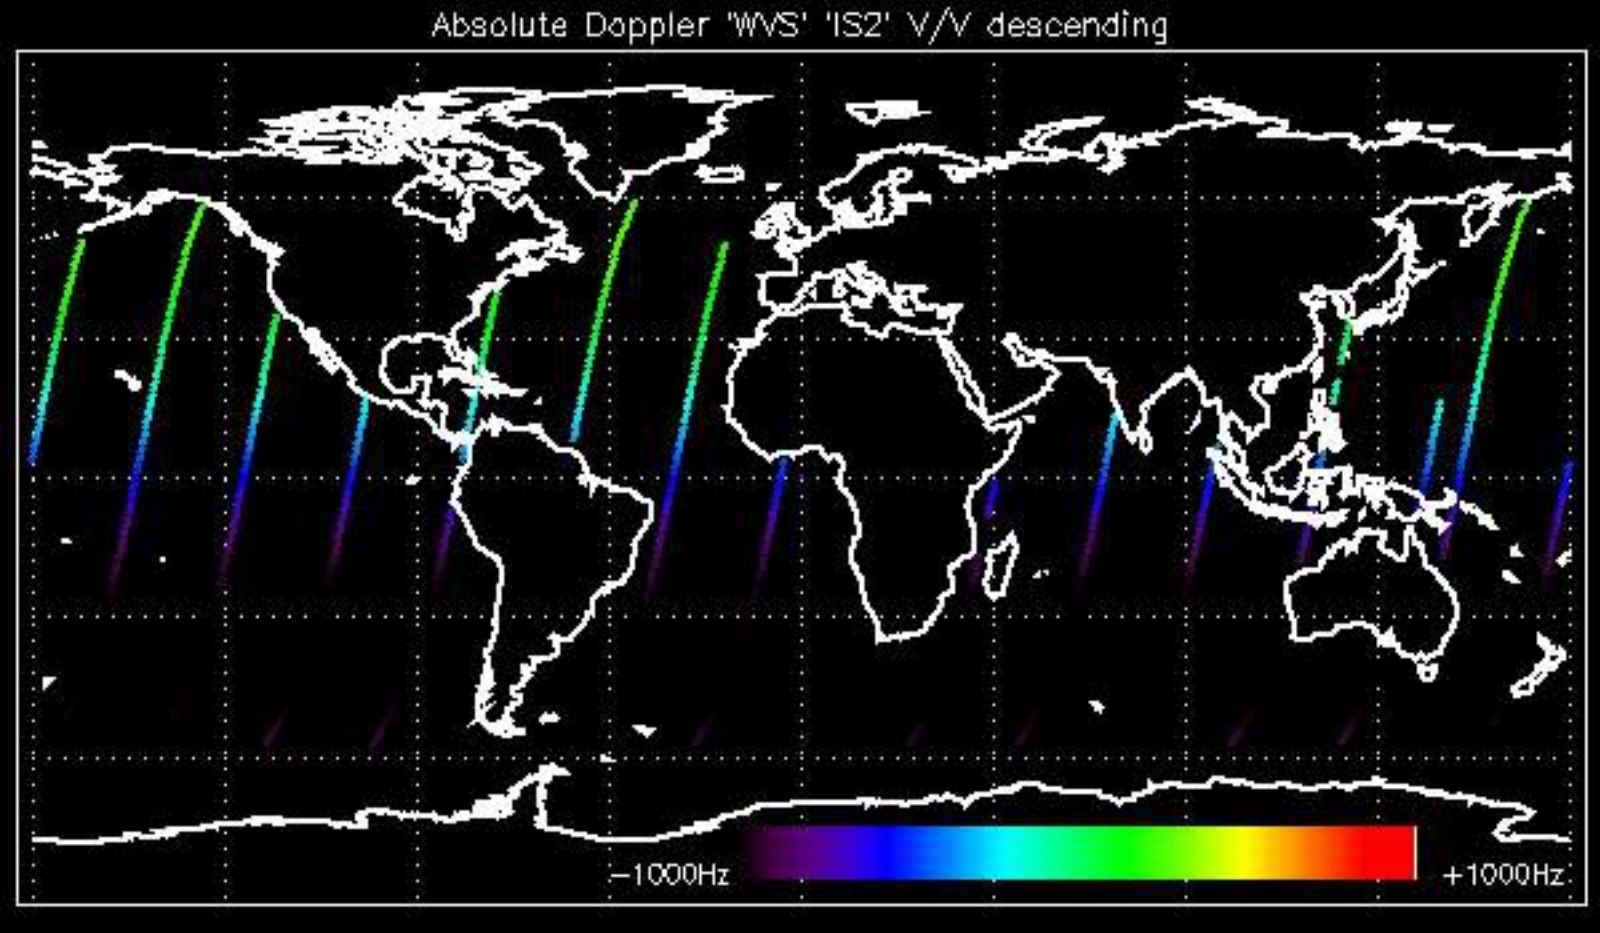 Absolute Doppler 'WVS' 'IS2' V/V descending
−1000Hz
+1000Hz